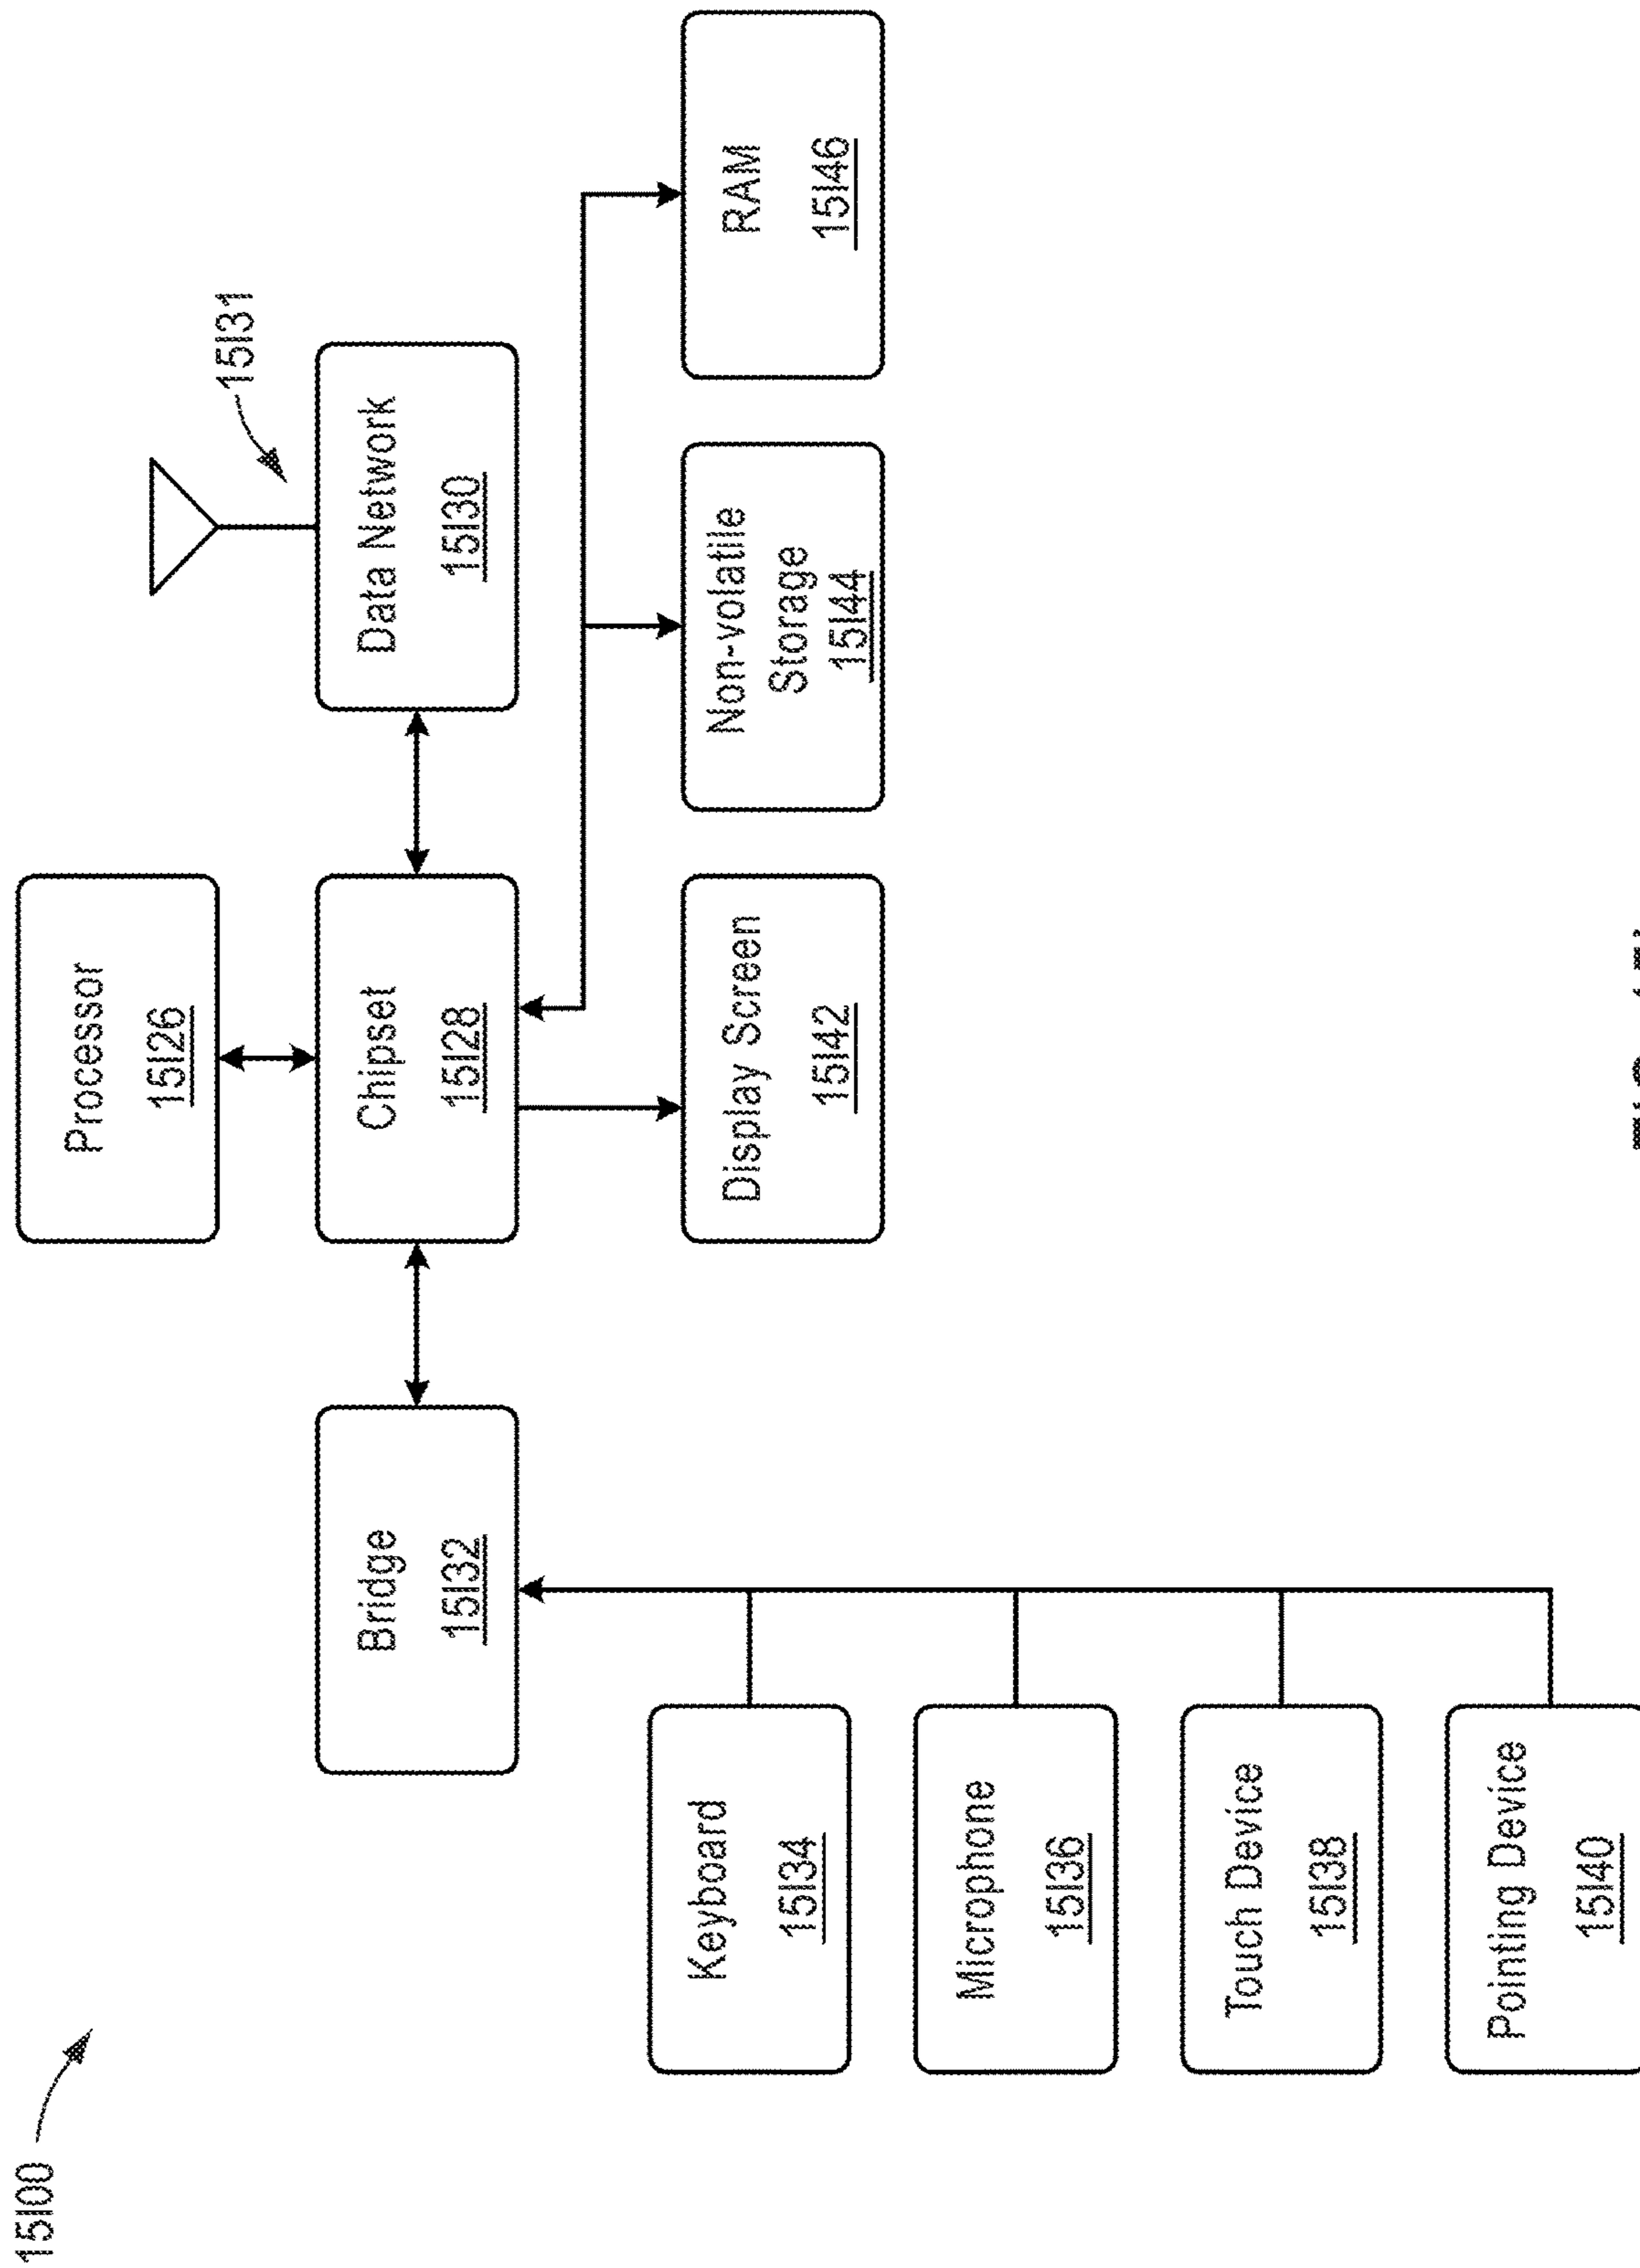 15I00
Processor
15I26
15I31
Bridge
15I32
Chipset
15I28
Data Network
15I30
Keyboard
15I34
Display Screen
15I42
Non-volatile
Storage
15I44
RAM
15I46
Microphone
15I36
Touch Device
15I38
Pointing Device
15I40